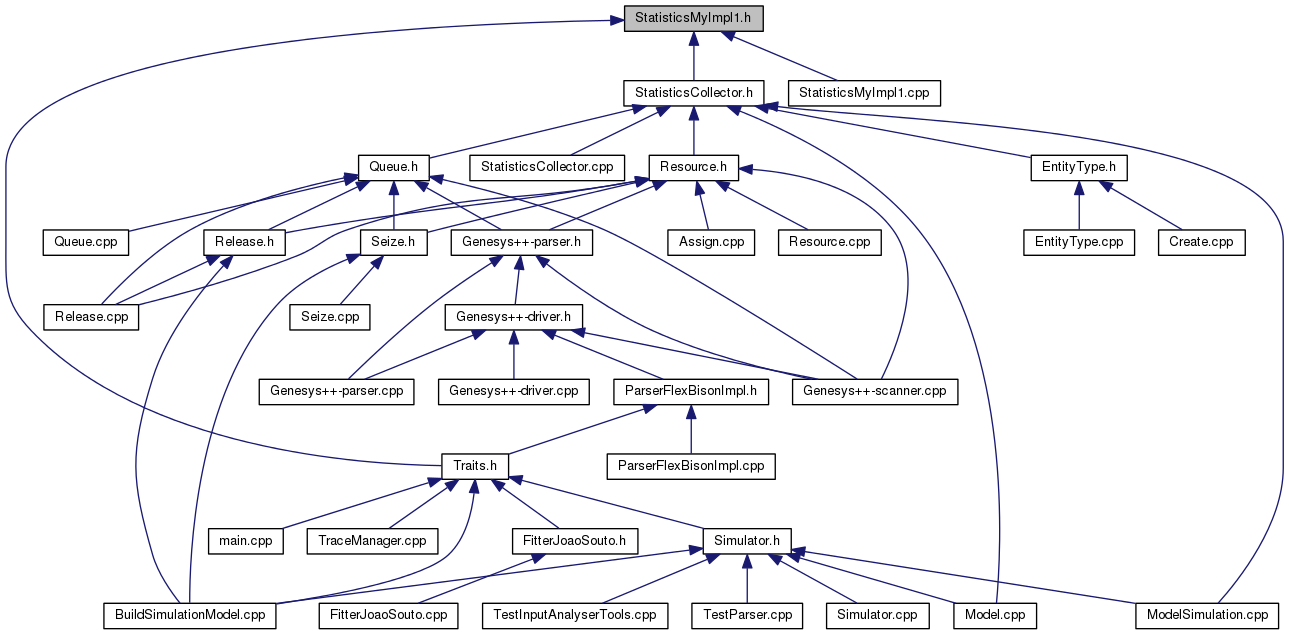 StatisticsMyImpl1.h
StatisticsCollector.h
StatisticsMyImpl1.cpp
Queue.h
StatisticsCollector.cpp
Resource.h
EntityType.h
Queue.cpp
Release.h
Seize.h
Genesys++-parser.h
Assign.cpp
Resource.cpp
EntityType.cpp
Create.cpp
Release.cpp
Seize.cpp
Genesys++-driver.h
Genesys++-parser.cpp
Genesys++-driver.cpp
ParserFlexBisonImpl.h
Genesys++-scanner.cpp
Traits.h
ParserFlexBisonImpl.cpp
main.cpp
TraceManager.cpp
FitterJoaoSouto.h
Simulator.h
BuildSimulationModel.cpp
FitterJoaoSouto.cpp
TestInputAnalyserTools.cpp
TestParser.cpp
Simulator.cpp
Model.cpp
ModelSimulation.cpp